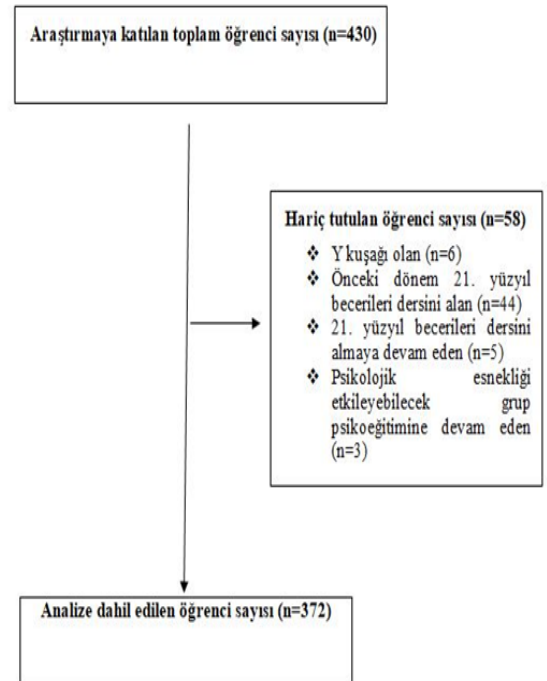 Araştırmaya katılan toplam öğrenci sayısı (n=430)
Hariç tutulan öğrenci sayısı (n=58)
❖ Y kuşağı olan (n=6)
❖ Önceki dönem 21. yüzyıl
becerileri dersini alan (n=44)
❖ 21. yüzyıl becerileri dersini
almaya devam eden (n=5)
❖ Psikolojik esnekliği
etkileyebilecek grup
psikoeğitimine devam eden
(n=3)
Analize dahil edilen öğrenci sayısı (n=372)